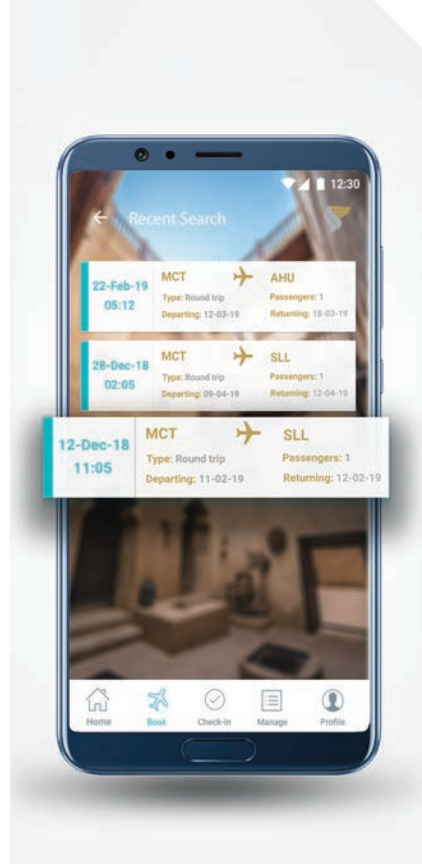 12:30
Recent Search
22-Feb-19
05:12
MCT AHU
Type: Round trip Passengers: 1
Departing: 12-03-19 Returning: 18-03-19
28-Dec-18
02:05
MCT SLL
Type: Round trip Passengers: 1
Departing: 09-04-19 Returning: 12-04-19
12-Dec-18
11:05
MCT SLL
Type: Round trip Passengers: 1
Departing: 11-02-19 Returning: 12-02-19
Home Book Check-in Manage Profile